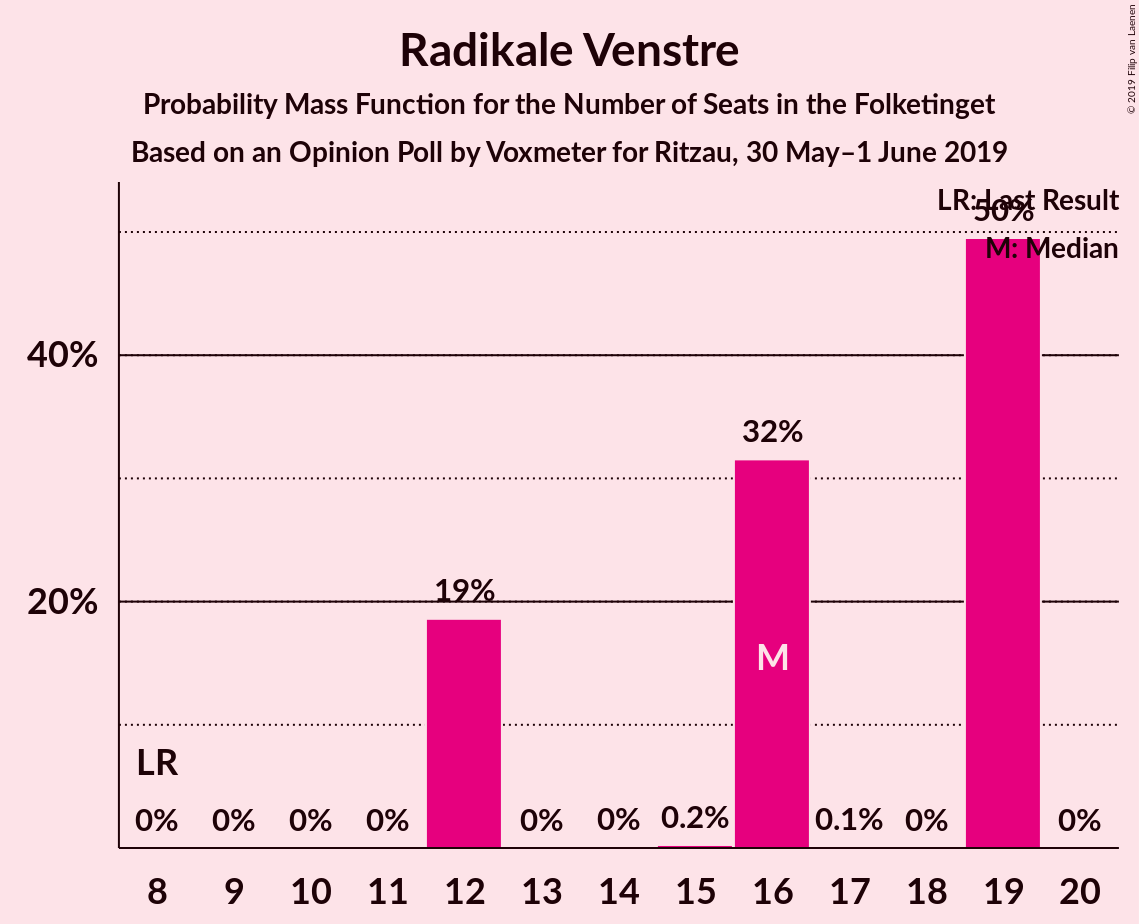 Radikale Venstre
Probability Mass Function for the Number of Seats in the Folketinget
Based on an Opinion Poll by Voxmeter for Ritzau, 30 May–1 June 2019
© 2019 Filip van Laenen
LR: Last Result
M: Median
50%
40%
32%
19%
20%
M
LR
0% 0% 0% 0% 0% 0% 0.2% 0.1% 0% 0%
8 9 10 11 12 13 14 15 16 17 18 19 20